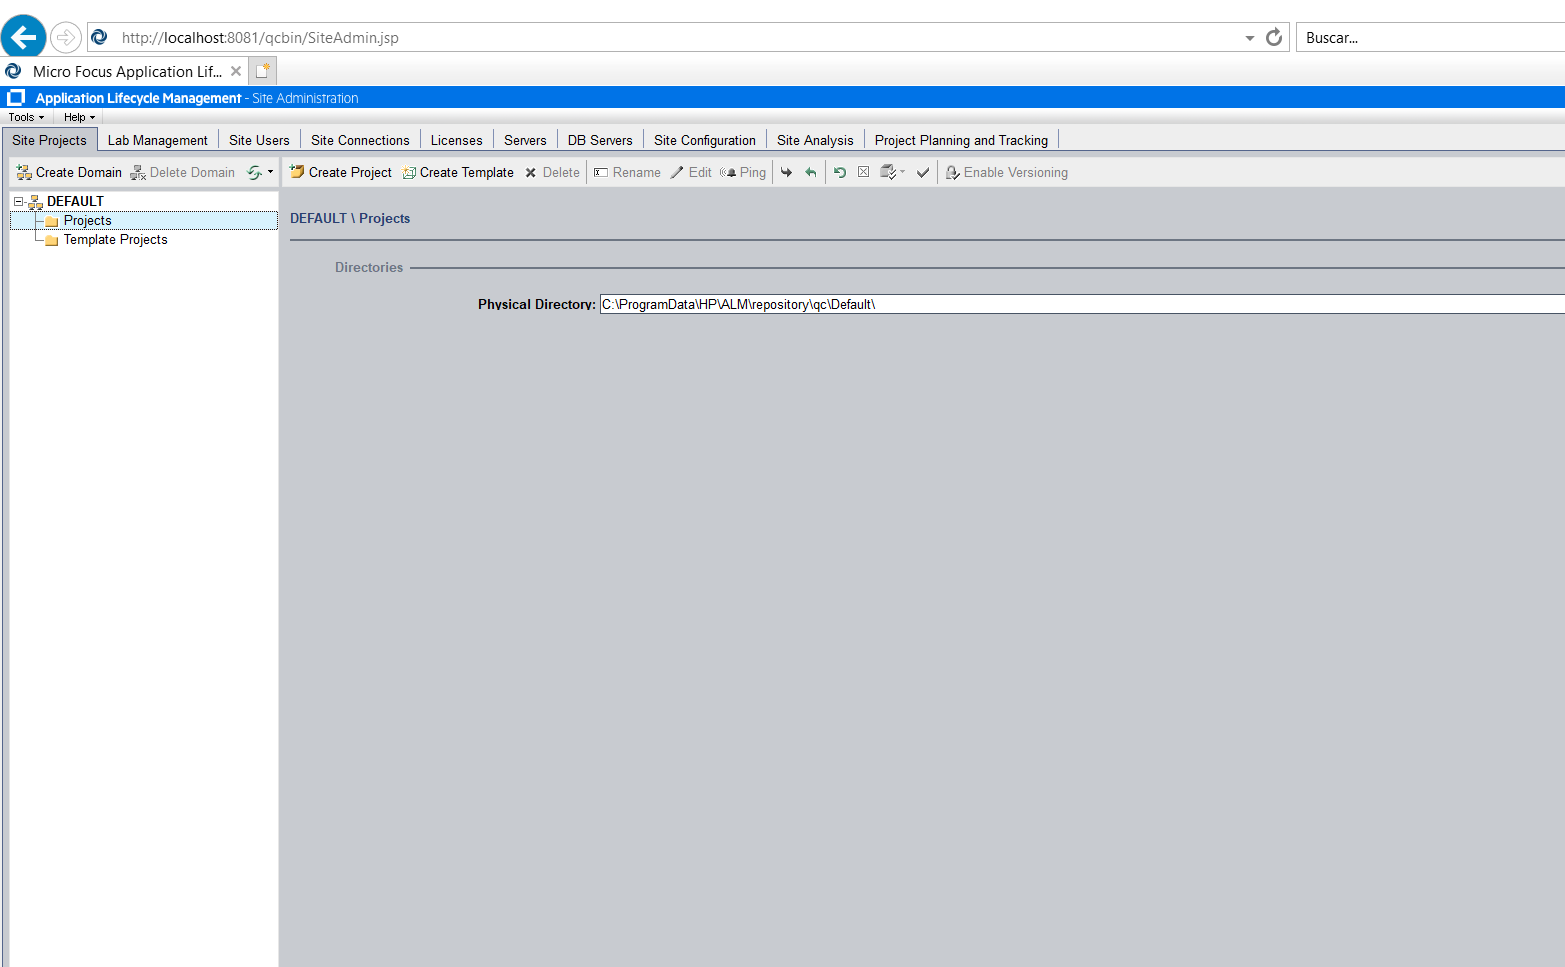 http://localhost:8081/qcbin/SiteAdmin.jsp
Buscar...
Micro Focus Application Lif...
Application Lifecycle Management - Site Administration
Tools Help
Site Projects Lab Management Site Users Site Connections Licenses Servers DB Servers Site Configuration Site Analysis Project Planning and Tracking
Create Domain Delete Domain Create Project Create Template Delete Rename Edit Ping Enable Versioning
DEFAULT
Projects
Template Projects
DEFAULT \ Projects
Directories
Physical Directory: C:\ProgramData\HP\ALM\repository\qc\Default\